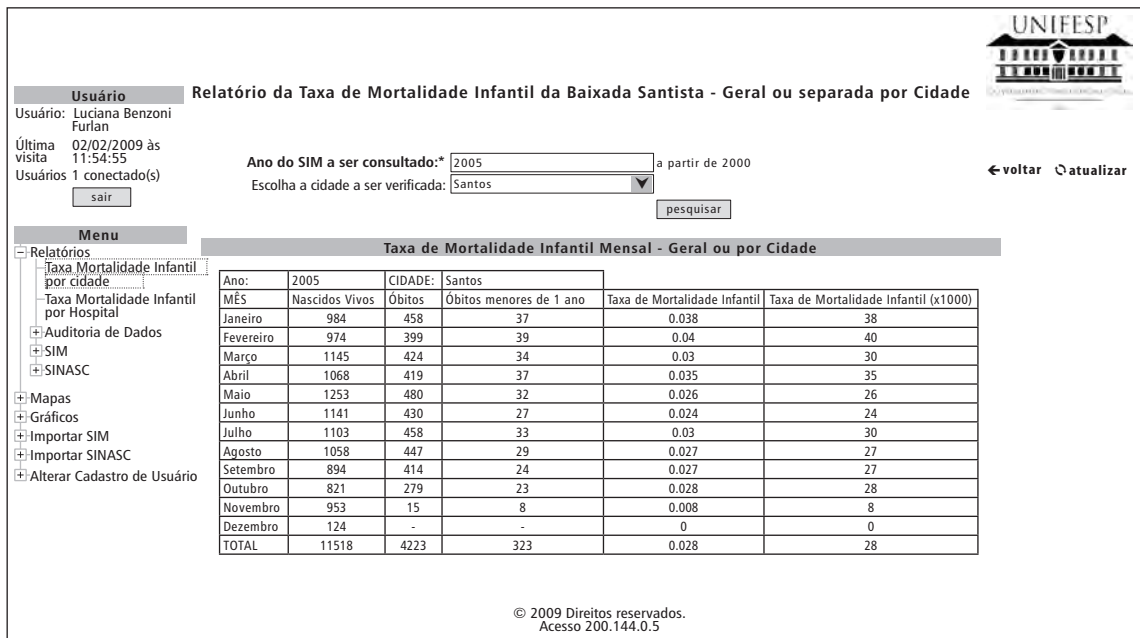 UNIFESP
Relatório da Taxa de Mortalidade Infantil da Baixada Santista - Geral ou separada por Cidade
Usuário
Usuário: Luciana Benzoni
Furlan
Última 02/02/2009 às
visita 11:54:55
Usuários 1 conectado(s)
sair
Ano do SIM a ser consultado:* 2005 a partir de 2000
Escolha a cidade a ser verificada: Santos
pesquisar
voltar atualizar
Menu
Relatórios
Taxa Mortalidade Infantil
por cidade
Taxa Mortalidade Infantil
por Hospital
Auditoria de Dados
SIM
SINASC
Mapas
Gráficos
Importar SIM
Importar SINASC
Alterar Cadastro de Usuário
Taxa de Mortalidade Infantil Mensal - Geral ou por Cidade
Ano: 2005 CIDADE: Santos
MÊS Nascidos Vivos Óbitos Óbitos menores de 1 ano Taxa de Mortalidade Infantil Taxa de Mortalidade Infantil (x1000)
Janeiro 984 458 37 0.038 38
Fevereiro 974 399 39 0.04 40
Março 1145 424 34 0.03 30
Abril 1068 419 37 0.035 35
Maio 1253 480 32 0.026 26
Junho 1141 430 27 0.024 24
Julho 1103 458 33 0.03 30
Agosto 1058 447 29 0.027 27
Setembro 894 414 24 0.027 27
Outubro 821 279 23 0.028 28
Novembro 953 15 8 0.008 8
Dezembro 124 - - 0 0
TOTAL 11518 4223 323 0.028 28
© 2009 Direitos reservados.
Acesso 200.144.0.5